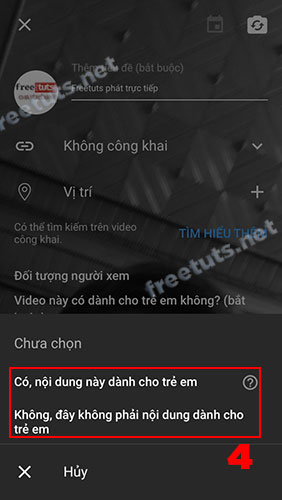 Thêm tiêu đề (bắt buộc)
freetuts
Freetuts phát trực tiếp
freetuts.net
Không công khai
Vị trí
Có thể tìm kiếm trên video
công khai.
TÌM HIỂU THÊM
freetuts.net
Đối tượng người xem
Video này có dành cho trẻ em không? (bắt
Chưa chọn
Có, nội dung này dành cho trẻ em
Không, đây không phải nội dung dành cho
trẻ em
4
Hủy